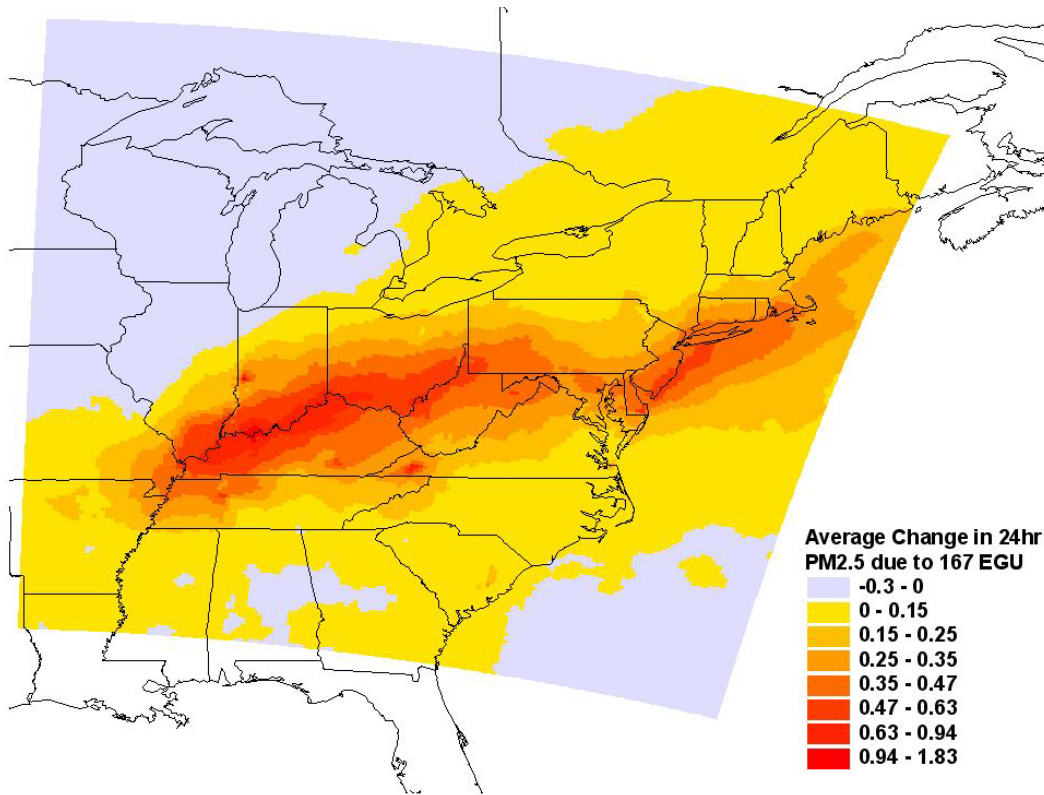 Average Change in 24hr
PM2.5 due to 167 EGU
-0.3 - 0
0 - 0.15
0.15 - 0.25
0.25 - 0.35
0.35 - 0.47
0.47 - 0.63
0.63 - 0.94
0.94 - 1.83